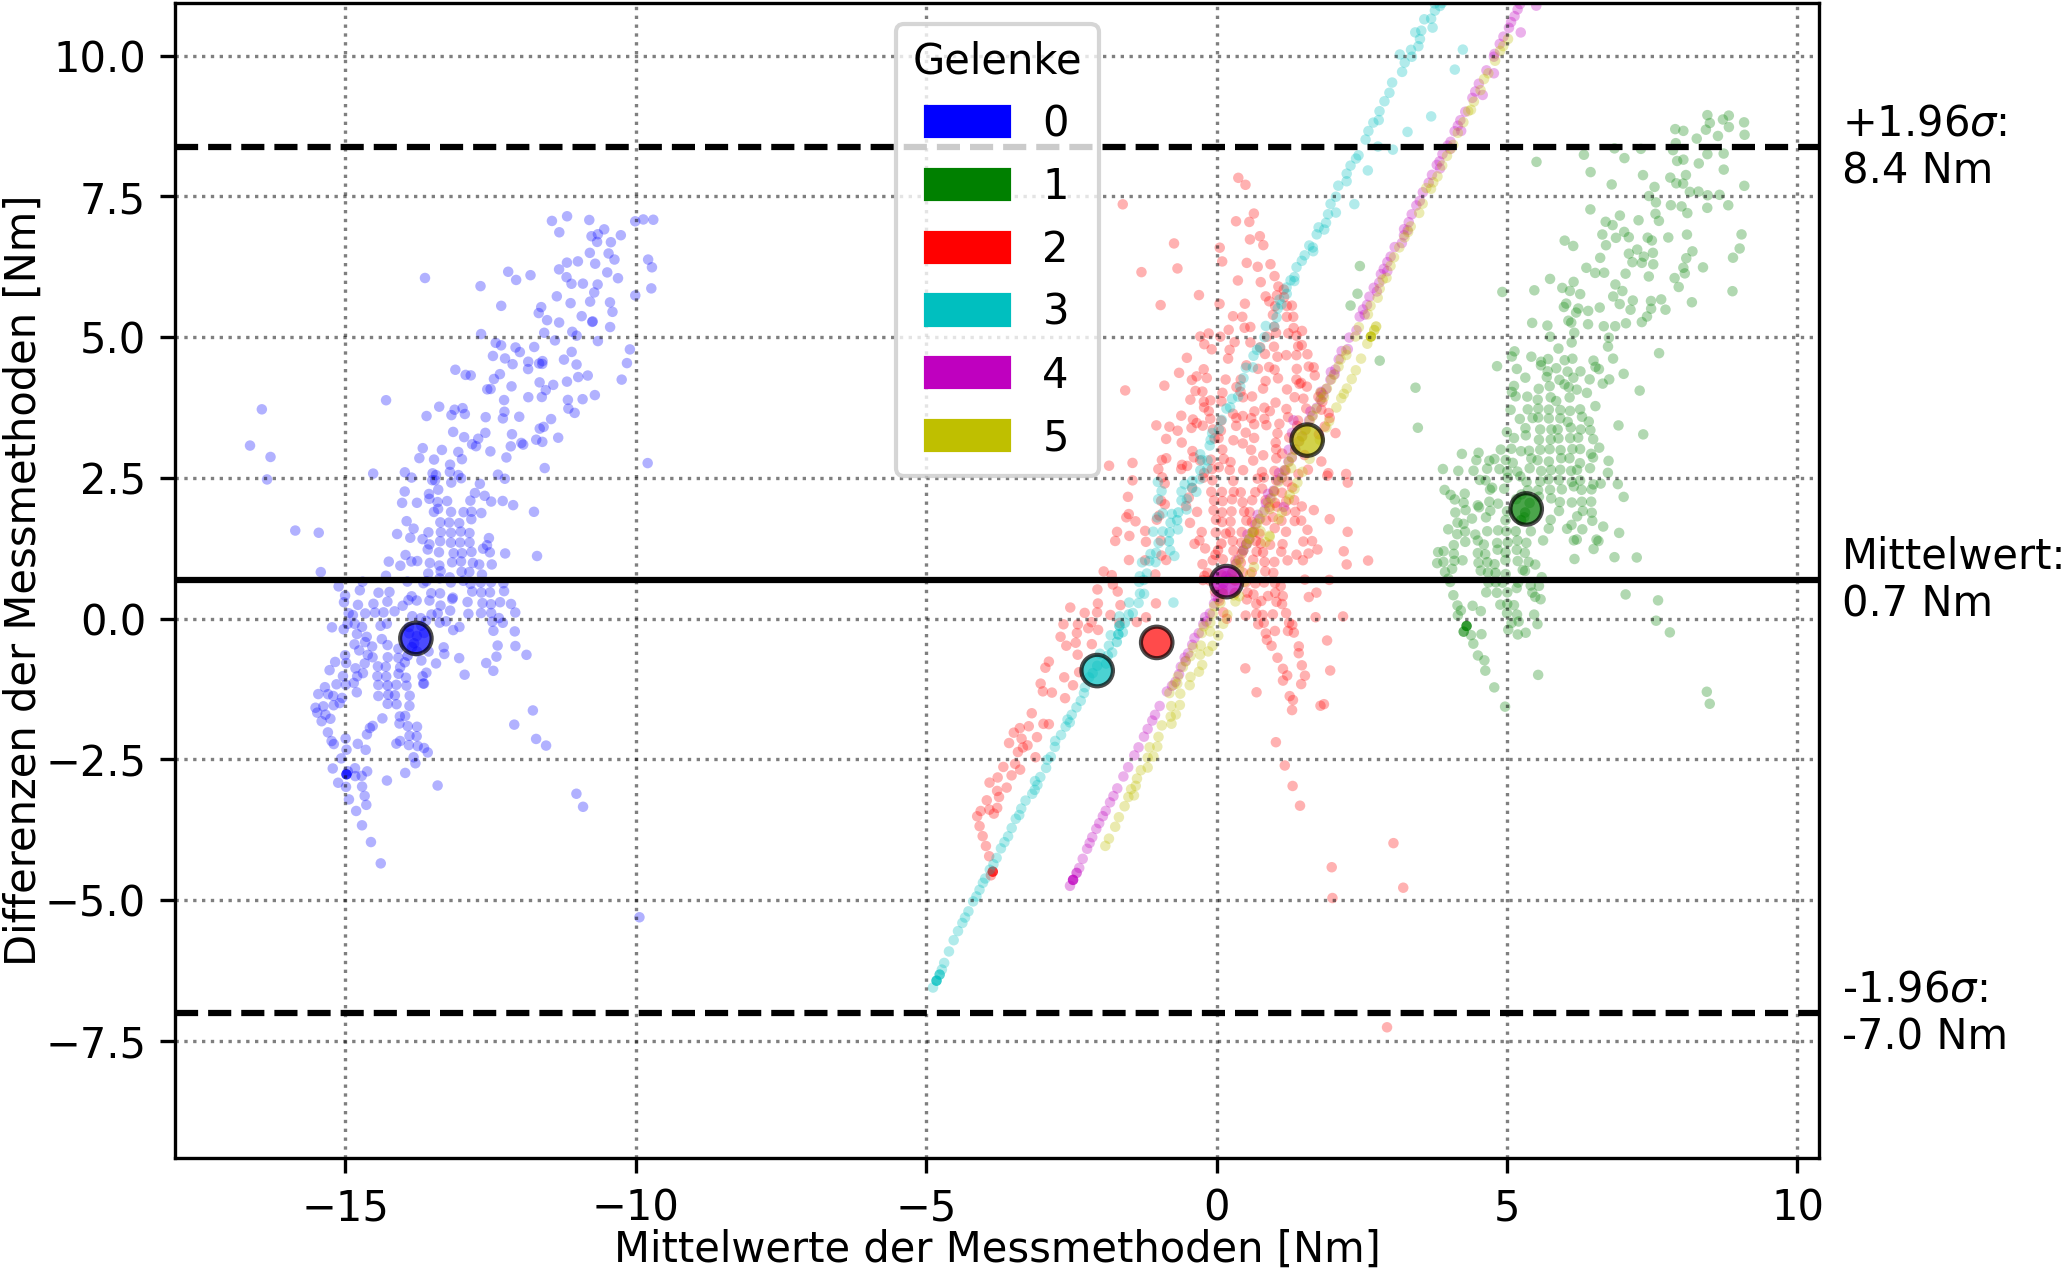 Differenzen der Messmethoden [Nm]
10.0
7.5
5.0
2.5
0.0
−2.5
−5.0
−7.5
Gelenke
0
1
2
3
4
5
+1.96σ:
8.4 Nm
Mittelwert:
0.7 Nm
-1.96σ:
-7.0 Nm
−15 −10 −5 0 5 10
Mittelwerte der Messmethoden [Nm]